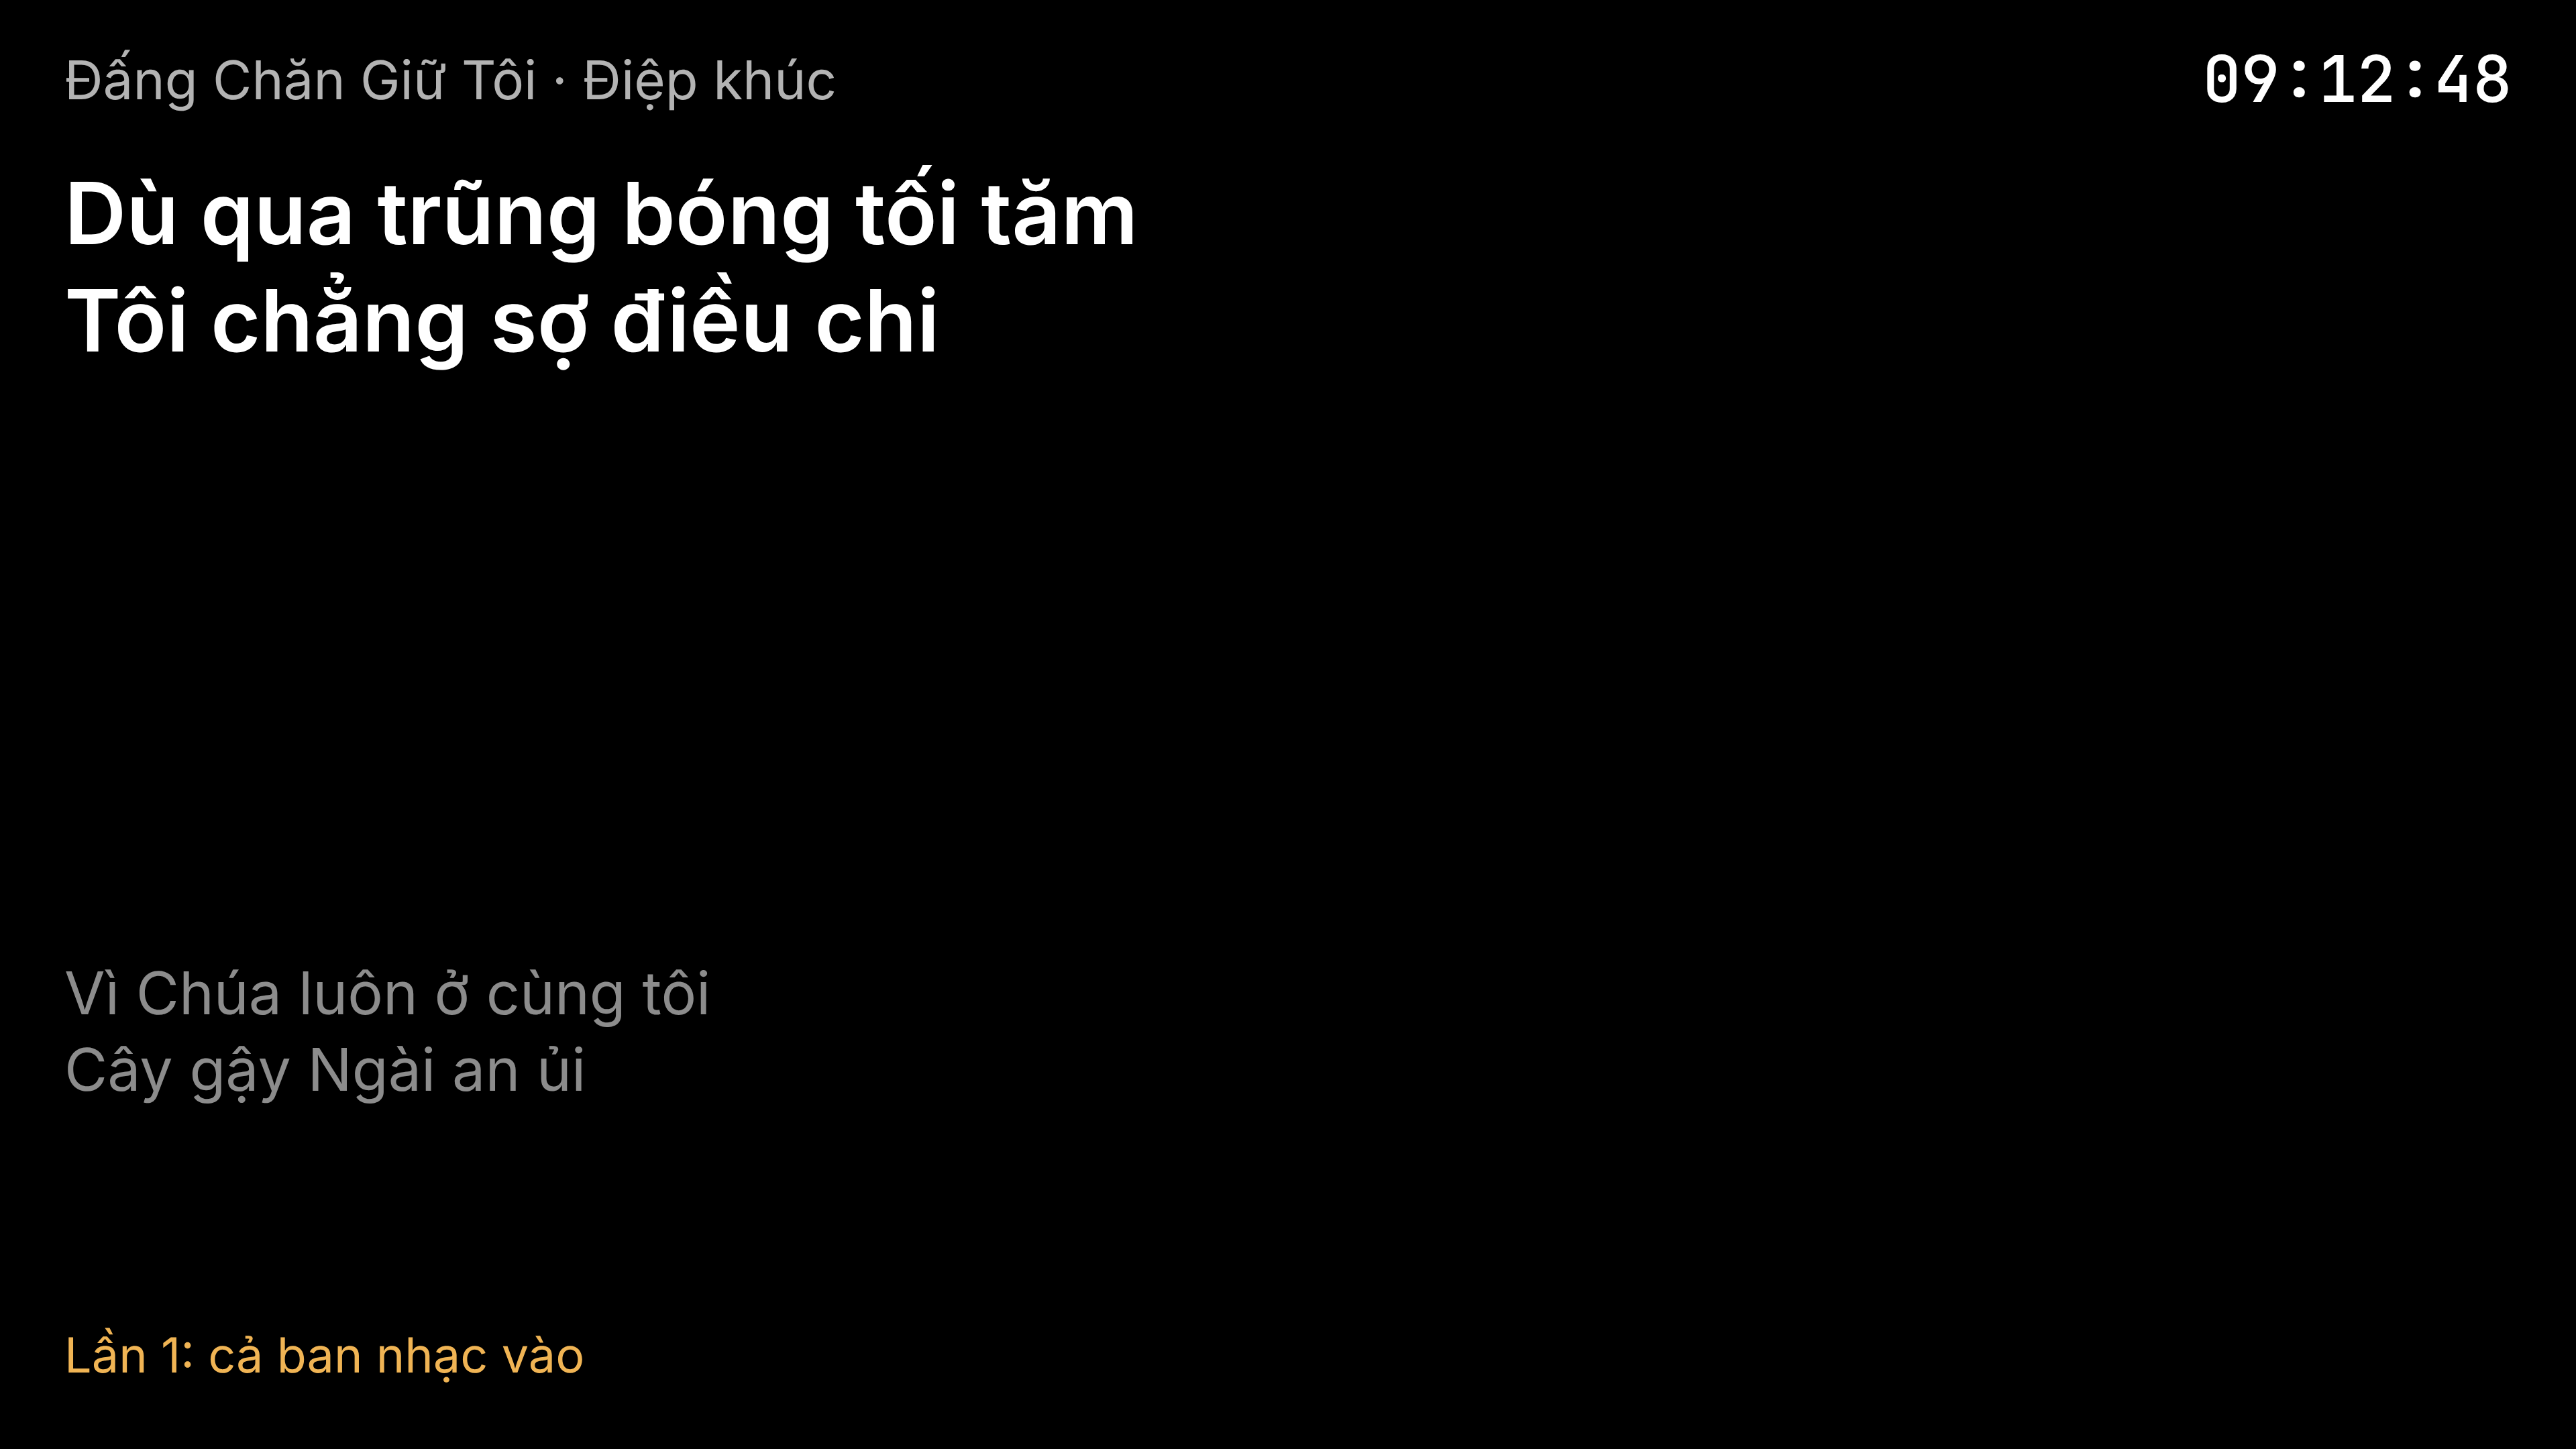 Đấng Chăn Giữ Tôi · Điệp khúc
09:12:48
Dù qua trũng bóng tối tăm
Tôi chẳng sợ điều chi
Vì Chúa luôn ở cùng tôi
Cây gậy Ngài an ủi
Lần 1: cả ban nhạc vào